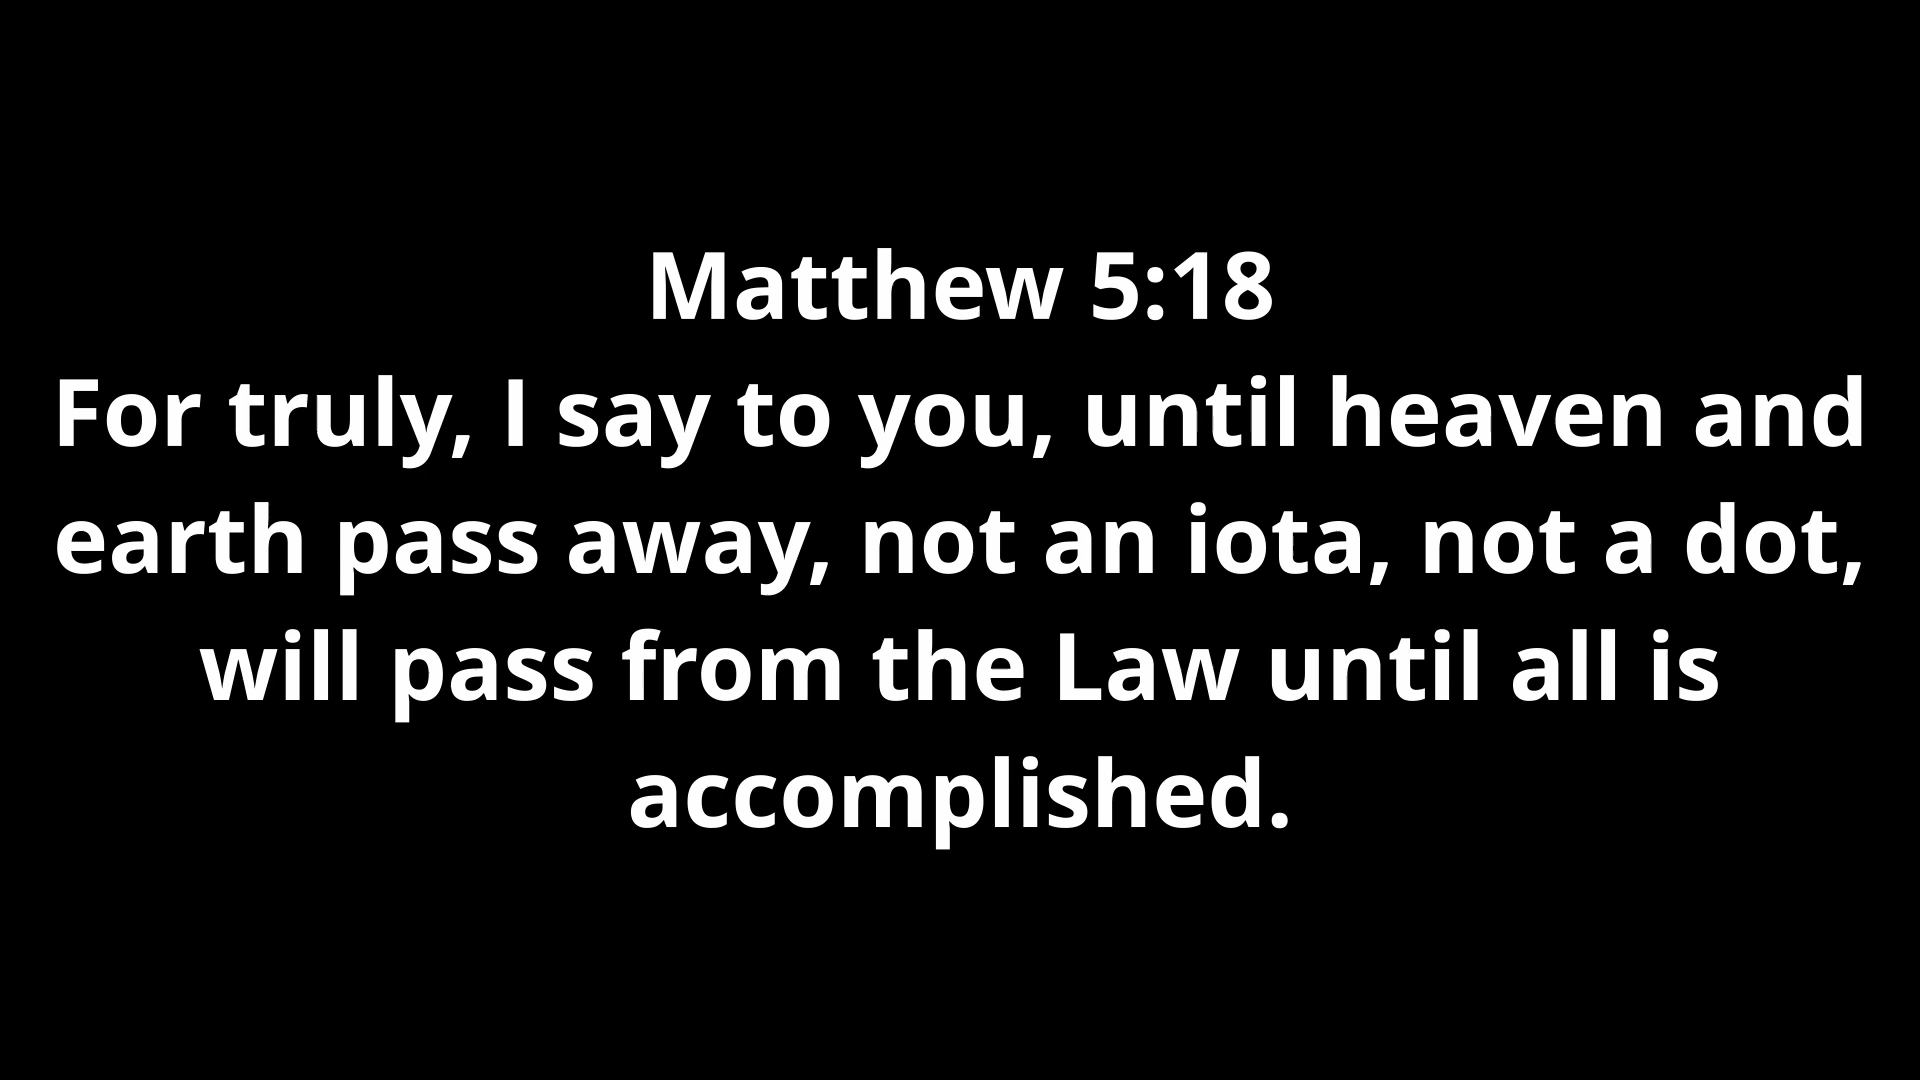 Matthew 5:18
For truly, I say to you, until heaven and
earth pass away, not an iota, not a dot,
will pass from the Law until all is
accomplished.